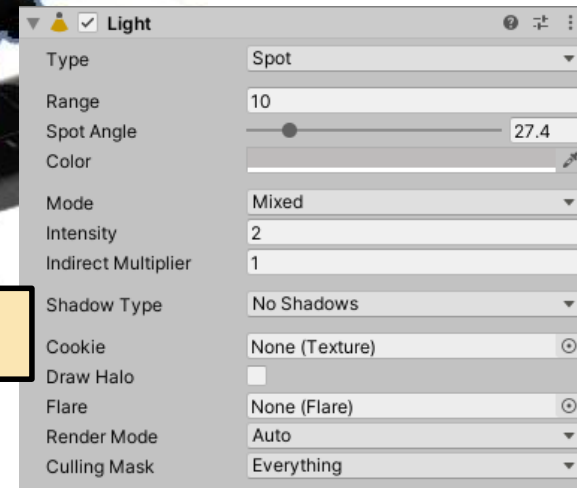 Light
Type Spot
Range 10
Spot Angle 27.4
Color
Mode Mixed
Intensity 2
Indirect Multiplier 1
Shadow Type No Shadows
Cookie None (Texture)
Draw Halo
Flare None (Flare)
Render Mode Auto
Culling Mask Everything